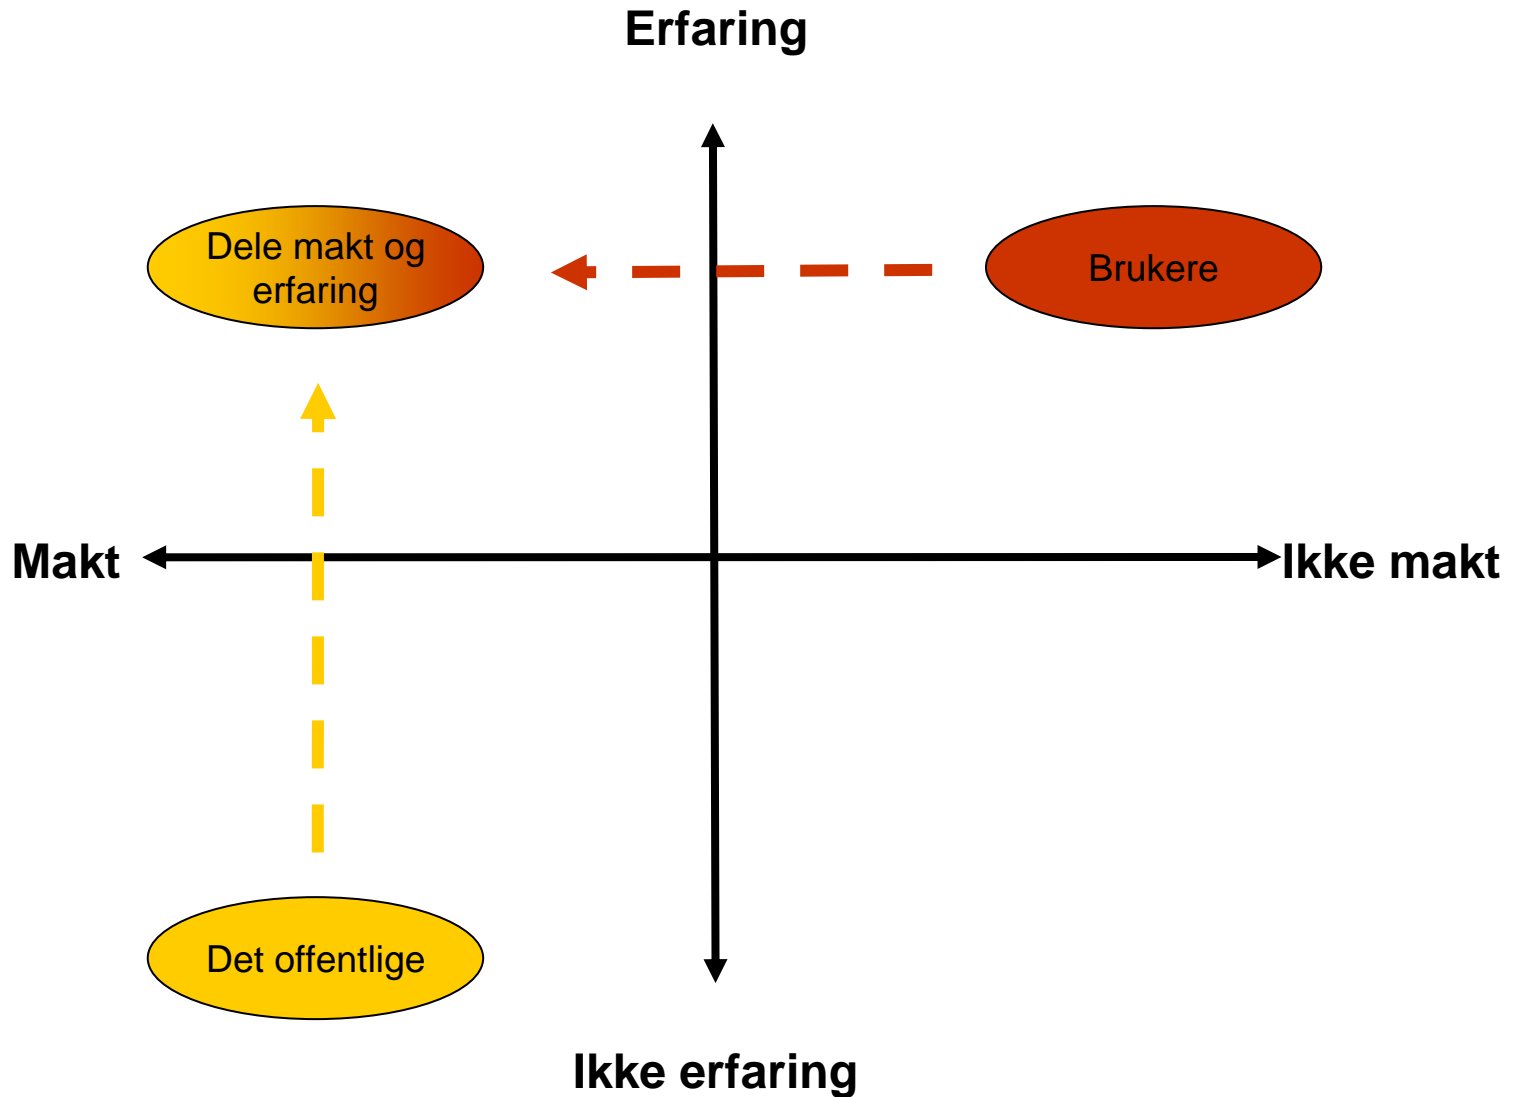 Erfaring
Dele makt og
erfaring
Brukere
Makt
Ikke makt
Det offentlige
Ikke erfaring